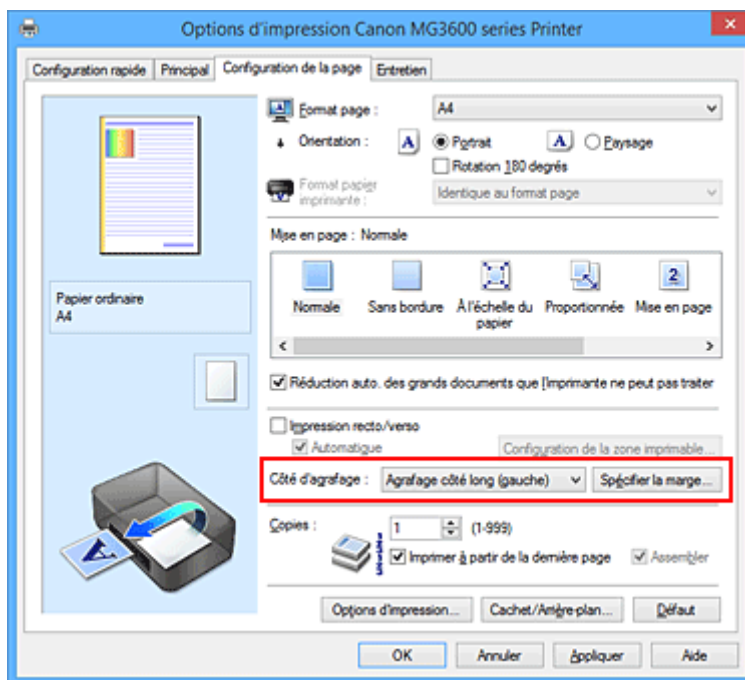 Options d'impression Canon MG3600 series Printer
Configuration rapide Principal Configuration de la page Entretien
Format page : A4
Orientation : A Portrait A Paysage
Rotation 180 degrés
Format papier imprimante : Identique au format page
Mise en page : Normale
2
Normale Sans bordure À l'échelle du papier Proportionnée Mise en page
Papier ordinaire
A4
Réduction auto. des grands documents que l'imprimante ne peut pas traiter
Impression recto/verso
Automatique Configuration de la zone imprimable...
Côté d'agrafage : Agrafage côté long (gauche) Spécifier la marge...
Copies : 1 (1-999)
Imprimer à partir de la dernière page Assembler
Options d'impression... Cachet/Arrière-plan... Défaut
OK Annuler Appliquer Aide